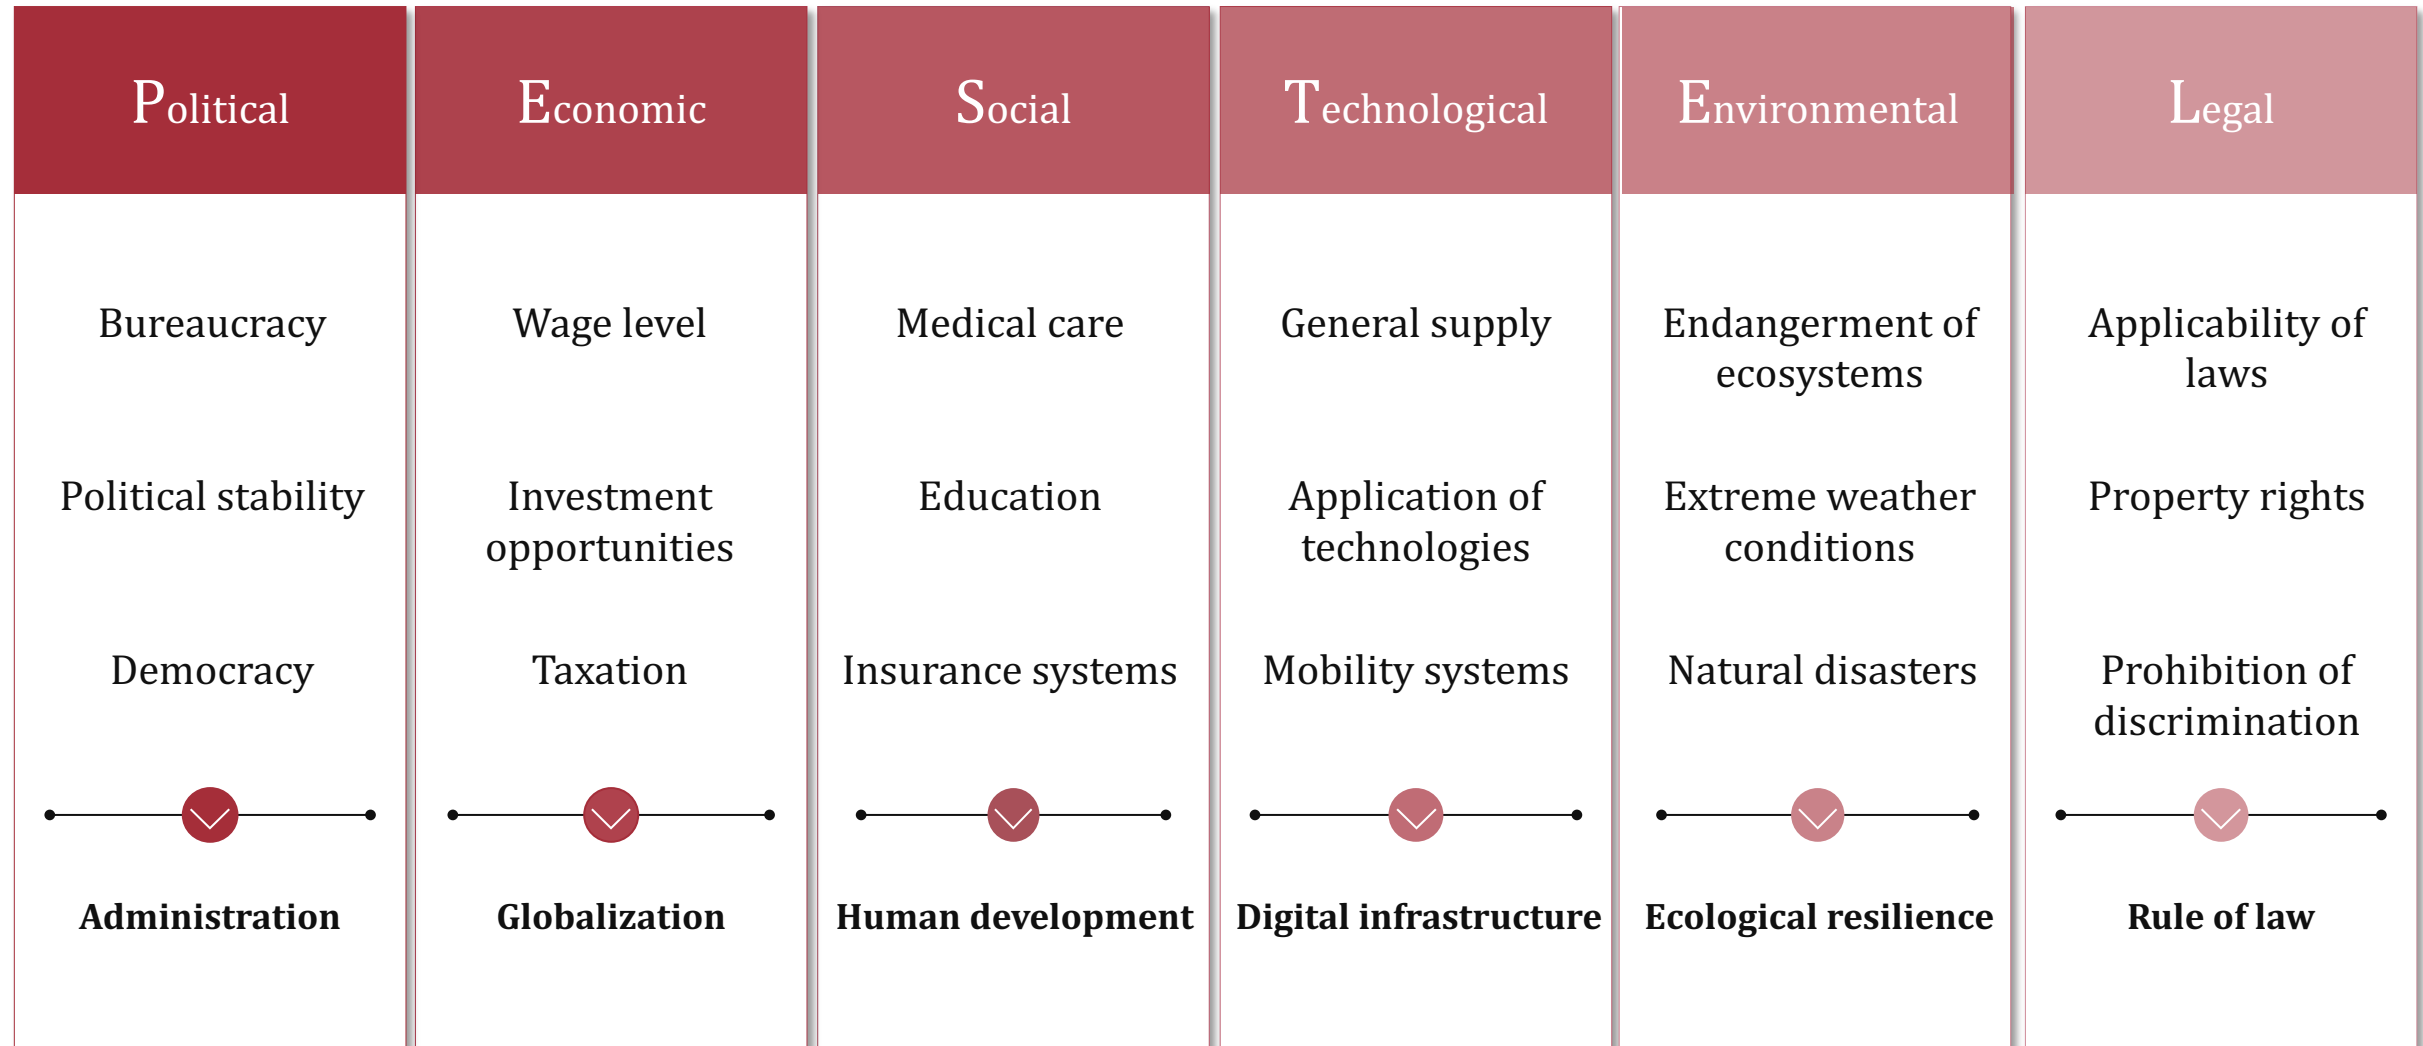 Political
Bureaucracy
Political stability
Democracy
Administration
Economic
Wage level
Investment
opportunities
Taxation
Globalization
Social
Medical care
Education
Insurance systems
Human development
Technological
General supply
Application of
technologies
Mobility systems
Digital infrastructure
Environmental
Endangerment of
ecosystems
Extreme weather
conditions
Natural disasters
Ecological resilience
Legal
Applicability of
laws
Property rights
Prohibition of
discrimination
Rule of law